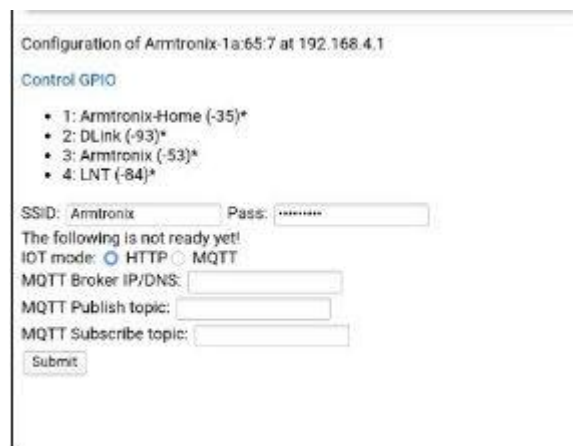 Configuration of Armtronix-1a:65:7 at 192.168.4.1
Control GPIO
• 1: Armtronix-Home (-35)*
• 2: DLink (-93)*
• 3: Armtronix (-53)*
• 4: LNT (-84)*
SSID: Armtronix Pass: ·········
The following is not ready yet!
IOT mode: HTTP MQTT
MQTT Broker IP/DNS:
MQTT Publish topic:
MQTT Subscribe topic:
Submit